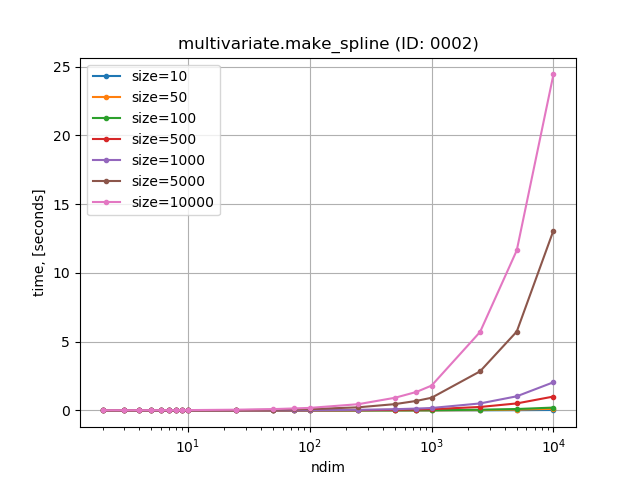 multivariate.make_spline (ID: 0002)
size=10
size=50
size=100
size=500
size=1000
size=5000
size=10000
25
20
15
10
5
0
time, [seconds]
10¹ 10² 10³ 10⁴
ndim